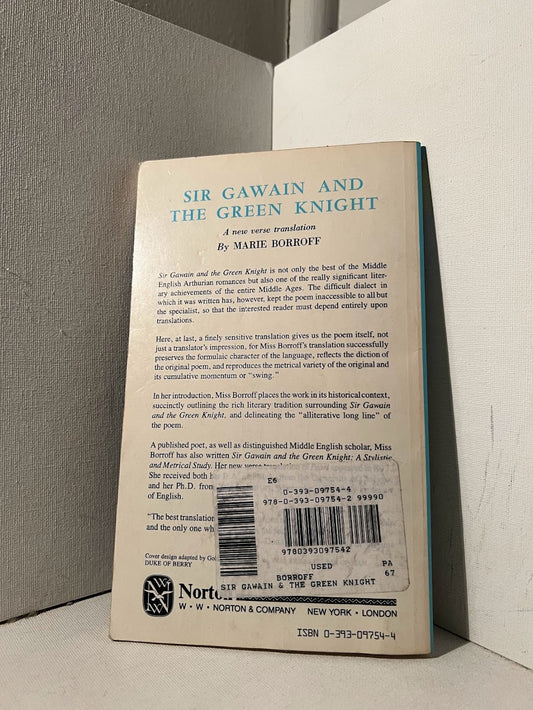 SIR GAWAIN AND
THE GREEN KNIGHT
A new verse translation
By MARIE BORROFF
Sir Gawain and the Green Knight is not only the best of the Middle
English Arthurian romances but also one of the really significant liter-
ary achievements of the entire Middle Ages. The difficult dialect in
which it was written has, however, kept the poem inaccessible to all but
the specialist, so that the interested reader must depend entirely upon
translations.
Here, at last, a finely sensitive translation gives us the poem itself, not
just a translator's impression, for Miss Borroff's translation successfully
preserves the formulaic character of the language, reflects the diction of
the original poem, and reproduces the metrical variety of the original and
its cumulative momentum or "swing."
In her introduction, Miss Borroff places the work in its historical context,
succinctly outlining the rich literary tradition surrounding Sir Gawain
and the Green Knight, and delineating the "alliterative long line" of
the poem.
A published poet, as well as distinguished Middle English scholar, Miss
Borroff has also written Sir Gawain and the Green Knight: A Stylistic
and Metrical Study. Her new verse translation of
She received both
and her Ph.D. from
of English.
"The best translation
and the only one
Cover design adapted by
DUKE OF BERRY
E6
0-393-09754-4
978-0-393-09754-2 99990
9780393097542
USED PA
BORROFF 67
SIR GAWAIN & THE GREEN KNIGHT
Norton
W • W • NORTON & COMPANY NEW YORK • LONDON
ISBN 0-393-09754-4